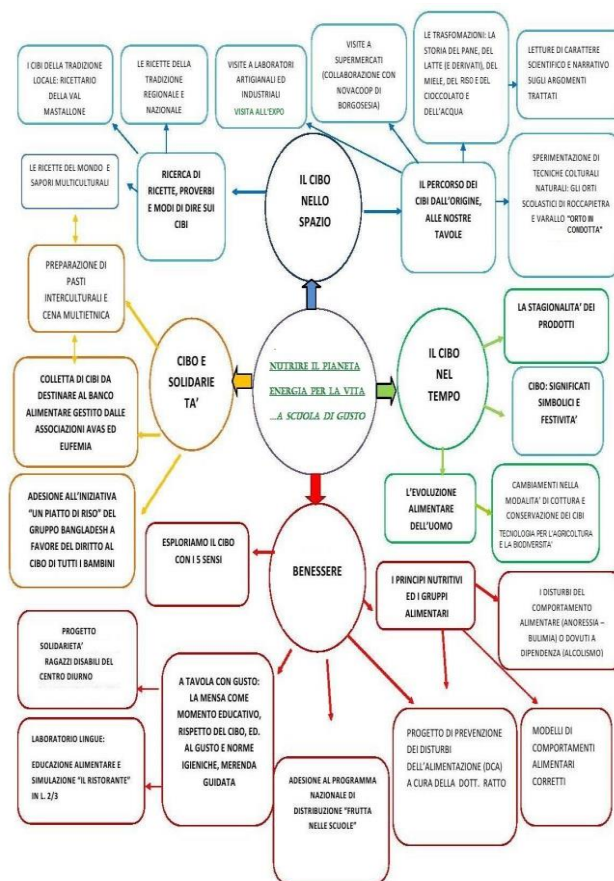 I CIBI DELLA TRADIZIONE
LOCALE: RICETTARIO
DELLA VAL
MASTALLONE
LE RICETTE DELLA
TRADIZIONE
REGIONALE E
NAZIONALE
VISITE A LABORATORI
ARTIGIANALI ED
INDUSTRIALI
VISITA ALL'EXPO
VISITE A
SUPERMERCATI
(COLLABORAZIONE CON
NOVACOOP DI
BORGOSESIA)
LE TRASFOMAZIONI: LA
STORIA DEL PANE, DEL
LATTE (E DERIVATI), DEL
MIELE, DEL RISO E DEL
CIOCCOLATO E
DELL'ACQUA
LETTURE DI CARATTERE
SCIENTIFICO E NARRATIVO
SUGLI ARGOMENTI
TRATTATI
LE RICETTE DEL MONDO E
SAPORI MULTICULTURALI
RICERCA DI
RICETTE, PROVERBI
E MODI DI DIRE SUI
CIBI
IL CIBO
NELLO
SPAZIO
IL PERCORSO DEI
CIBI DALL'ORIGINE,
ALLE NOSTRE
TAVOLE
SPERIMENTAZIONE DI
TECNICHE COLTURALI
NATURALI: GLI ORTI
SCOLASTICI DI ROCCAPIETRA
E VARALLO "ORTO IN
CONDOTTA"
PREPARAZIONE DI
PASTI
INTERCULTURALI E
CENA MULTIETNICA
COLLETTA DI CIBI DA
DESTINARE AL BANCO
ALIMENTARE GESTITO DALLE
ASSOCIAZIONI AVAS ED
EUFEMIA
ADESIONE ALL'INIZIATIVA
"UN PIATTO DI RISO" DEL
GRUPPO BANGLADESH A
FAVORE DEL DIRITTO AL
CIBO DI TUTTI I BAMBINI
CIBO E
SOLIDARIE
TA'
NUTRIRE IL PIANETA
ENERGIA PER LA VITA
...A SCUOLA DI GUSTO
IL CIBO
NEL
TEMPO
LA STAGIONALITA' DEI
PRODOTTI
CIBO: SIGNIFICATI
SIMBOLICI E
FESTIVITA'
L'EVOLUZIONE
ALIMENTARE
DELL'UOMO
CAMBIAMENTI NELLA
MODALITA' DI COTTURA E
CONSERVAZIONE DEI CIBI
TECNOLOGIA PER L'AGRICOLTURA
E LA BIODIVERSITA'
ESPLORIAMO IL CIBO
CON I 5 SENSI
BENESSERE
I PRINCIPI NUTRITIVI
ED I GRUPPI
ALIMENTARI
I DISTURBI DEL
COMPORTAMENTO
ALIMENTARE (ANORESSIA –
BULIMIA) O DOVUTI A
DIPENDENZA (ALCOLISMO)
PROGETTO
SOLIDARIETA'
RAGAZZI DISABILI DEL
CENTRO DIURNO
LABORATORIO LINGUE:
EDUCAZIONE ALIMENTARE E
SIMULAZIONE "IL RISTORANTE"
IN L. 2/3
A TAVOLA CON GUSTO:
LA MENSA COME
MOMENTO EDUCATIVO,
RISPETTO DEL CIBO, ED.
AL GUSTO E NORME
IGIENICHE, MERENDA
GUIDATA
ADESIONE AL PROGRAMMA
NAZIONALE DI
DISTRIBUZIONE "FRUTTA
NELLE SCUOLE"
PROGETTO DI PREVENZIONE
DEI DISTURBI
DELL'ALIMENTAZIONE (DCA)
A CURA DELLA DOTT. RATTO
MODELLI DI
COMPORTAMENTI
ALIMENTARI
CORRETTI